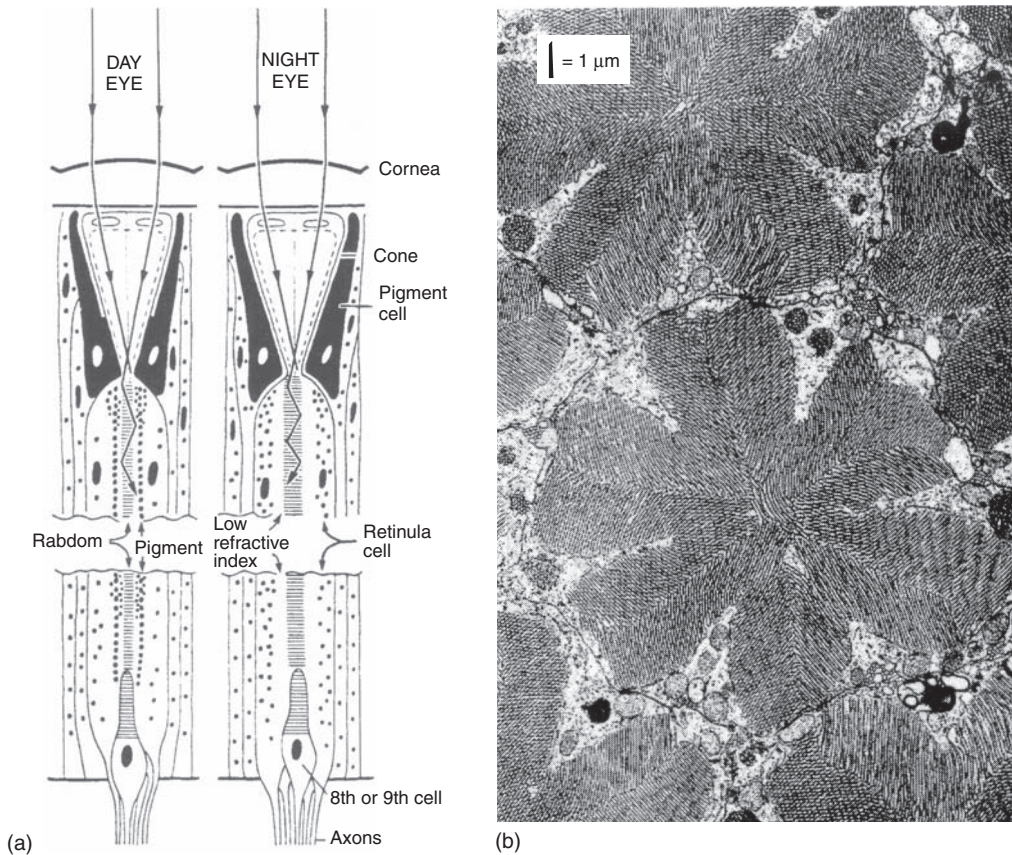 DAY
EYE
NIGHT
EYE
Cornea
Cone
Pigment
cell
Rabdom
Pigment
Low
refractive
index
Retinula
cell
8th or 9th cell
Axons
(a)
= 1 μm
(b)